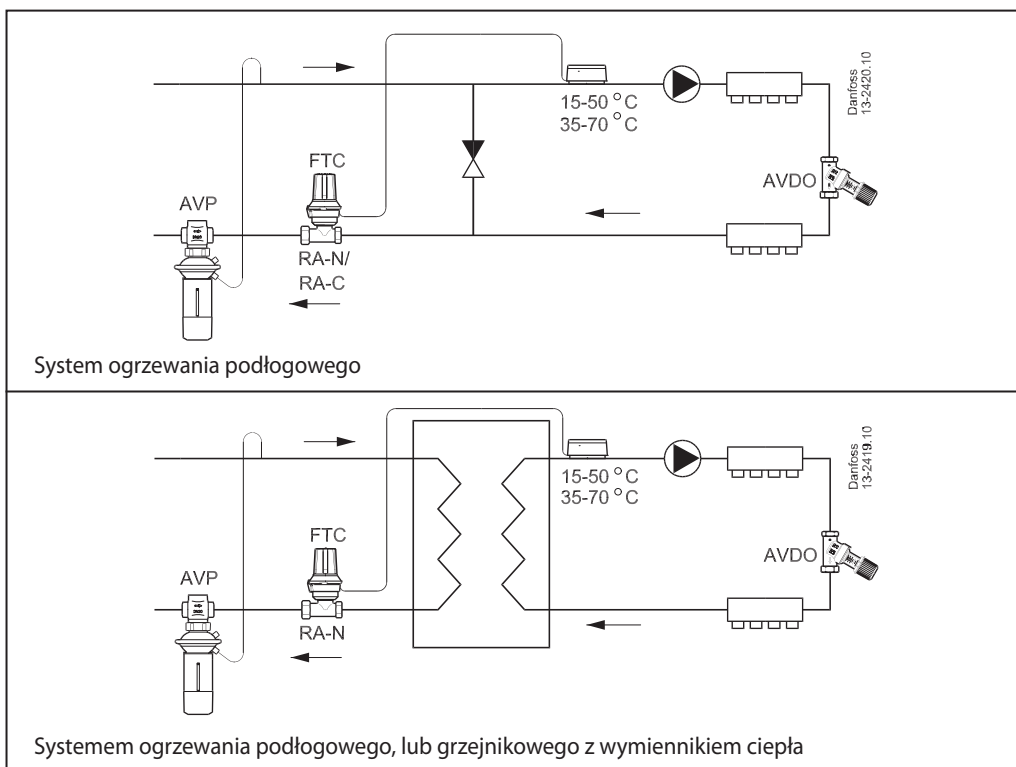 15-50 °C
35-70 °C
Danfoss
13-2420.10
FTC
AVP
AVDO
RA-N/
RA-C
System ogrzewania podłogowego
15-50 °C
35-70 °C
Danfoss
13-2419.10
FTC
AVP
AVDO
RA-N
Systemem ogrzewania podłogowego, lub grzejnikowego z wymiennikiem ciepła